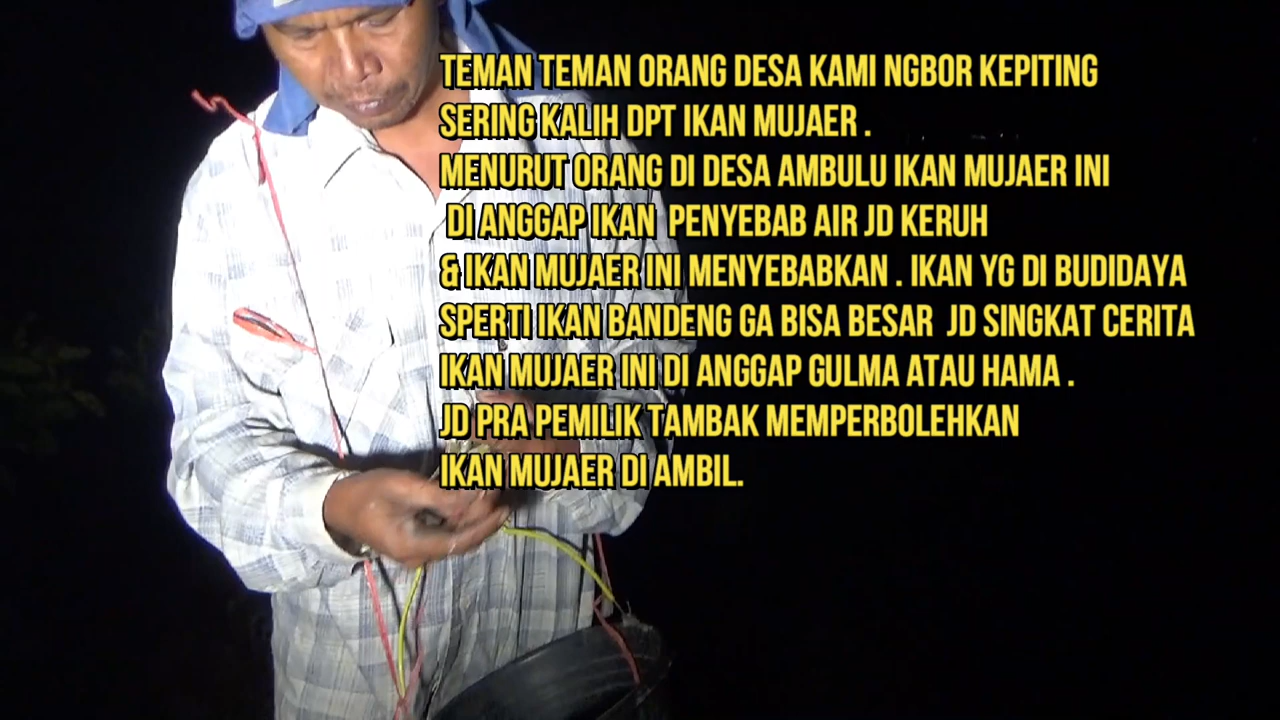 TEMAN TEMAN ORANG DESA KAMI NGBOR KEPITING
SERING KALIH DPT IKAN MUJAER .
MENURUT ORANG DI DESA AMBULU IKAN MUJAER INI
DI ANGGAP IKAN PENYEBAB AIR JD KERUH
& IKAN MUJAER INI MENYEBABKAN . IKAN YG DI BUDIDAYA
SPERTI IKAN BANDENG GA BISA BESAR JD SINGKAT CERITA
IKAN MUJAER INI DI ANGGAP GULMA ATAU HAMA .
JD PRA PEMILIK TAMBAK MEMPERBOLEHKAN
IKAN MUJAER DI AMBIL.